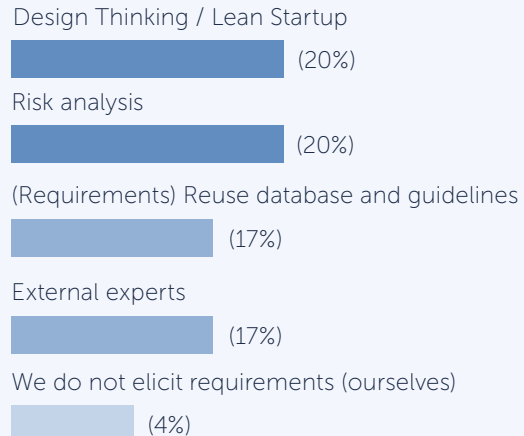 Design Thinking / Lean Startup
(20%)
Risk analysis
(20%)
(Requirements) Reuse database and guidelines
(17%)
External experts
(17%)
We do not elicit requirements (ourselves)
(4%)